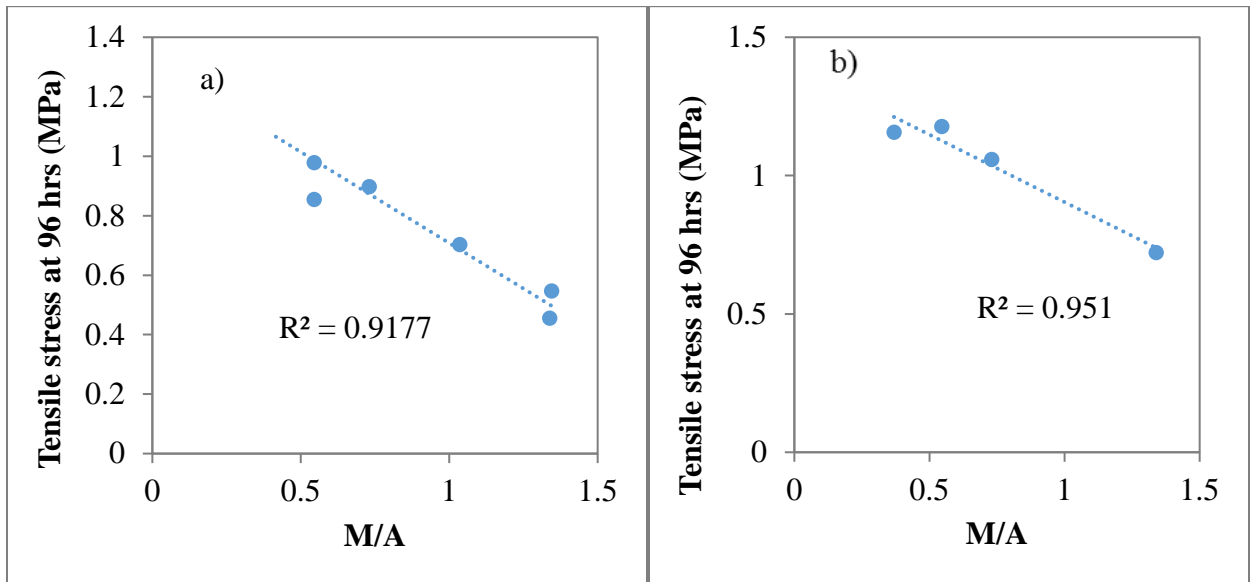 a)
Tensile stress at 96 hrs (MPa)
1.4
1.2
1
0.8
0.6
0.4
0.2
0
R² = 0.9177
0
0.5
1
1.5
M/A
b)
Tensile stress at 96 hrs (MPa)
1.5
1
0.5
0
R² = 0.951
0
0.5
1
1.5
M/A